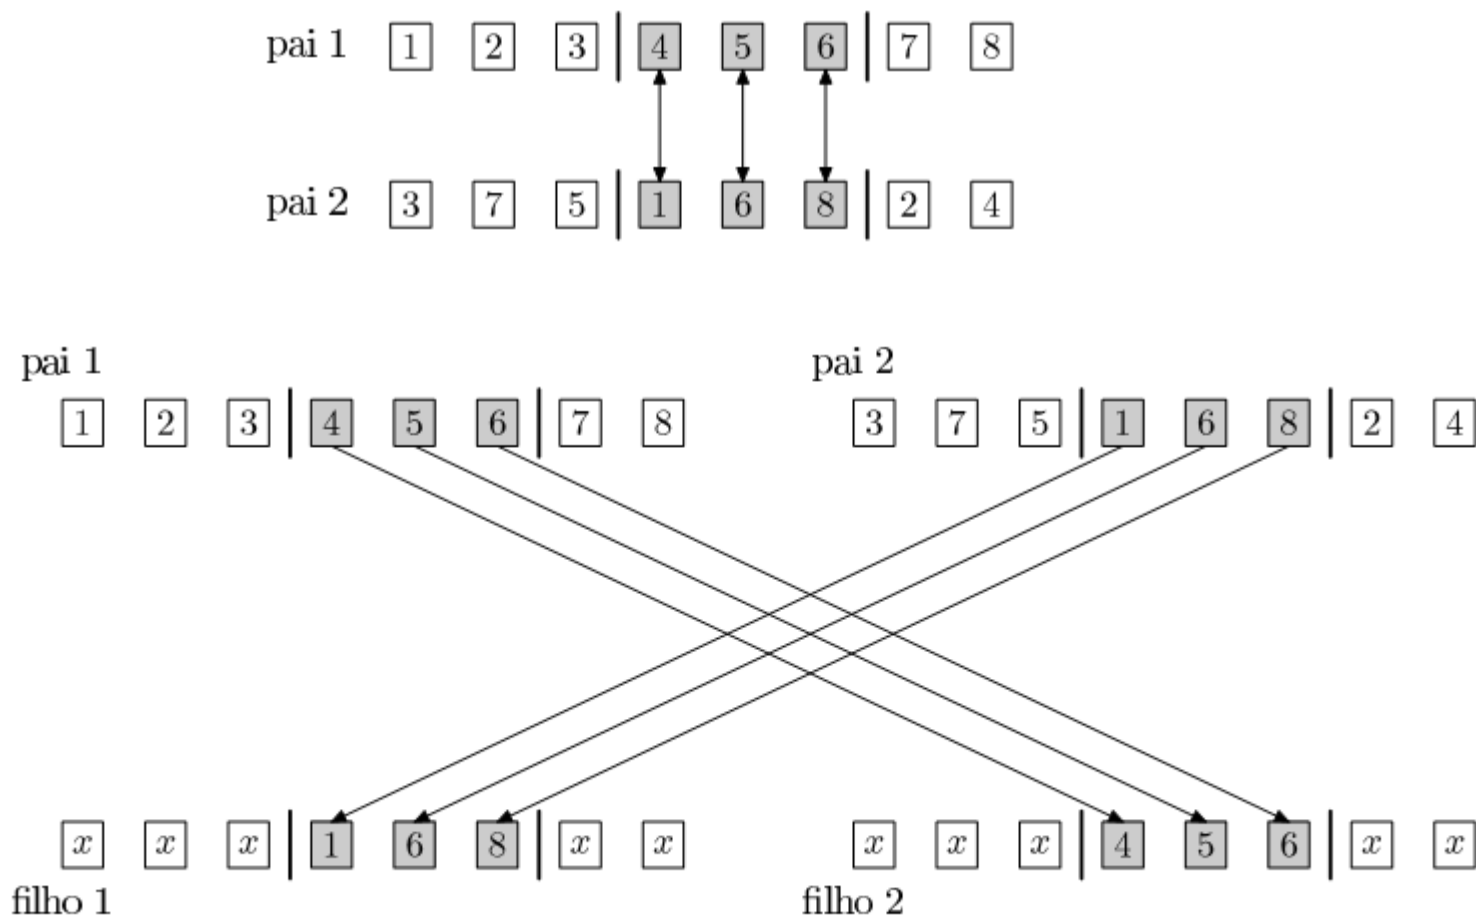 pai 1 1 2 3 4 5 6 7 8
pai 2 3 7 5 1 6 8 2 4
pai 1 pai 2
1 2 3 4 5 6 7 8 3 7 5 1 6 8 2 4
x x x 1 6 8 x x x x x 4 5 6 x x
filho 1 filho 2